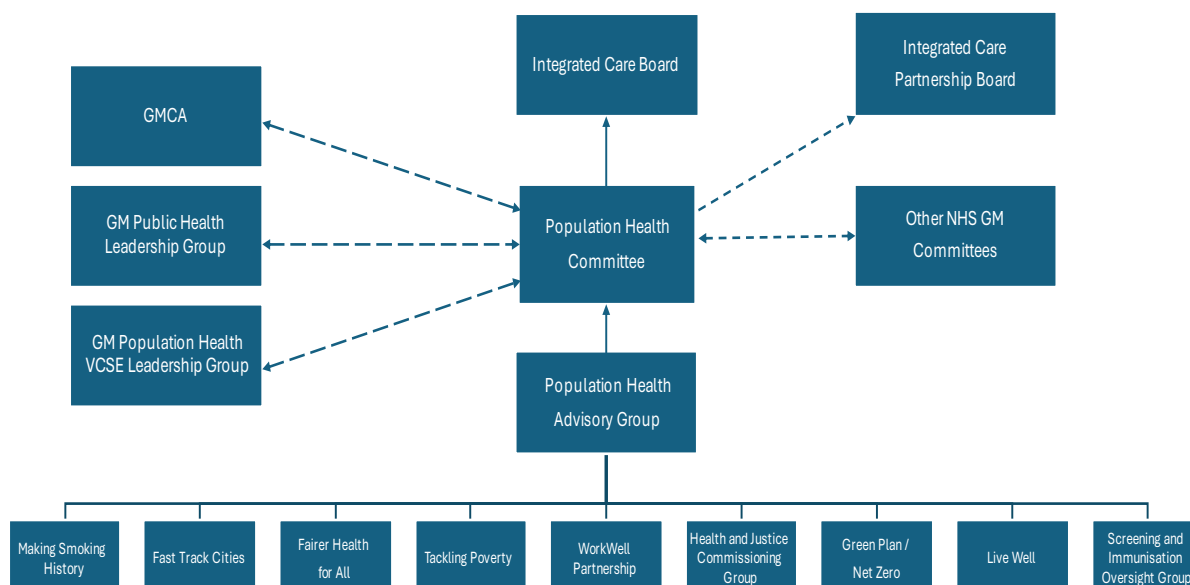 GMCA
Integrated Care Board
Integrated Care
Partnership Board
GM Public Health
Leadership Group
Population Health
Committee
Other NHS GM
Committees
GM Population Health
VCSE Leadership Group
Population Health
Advisory Group
Making Smoking
History
Fast Track Cities
Fairer Health
for All
Tackling Poverty
WorkWell
Partnership
Health and Justice
Commissioning
Group
Green Plan /
Net Zero
Live Well
Screening and
Immunisation
Oversight Group